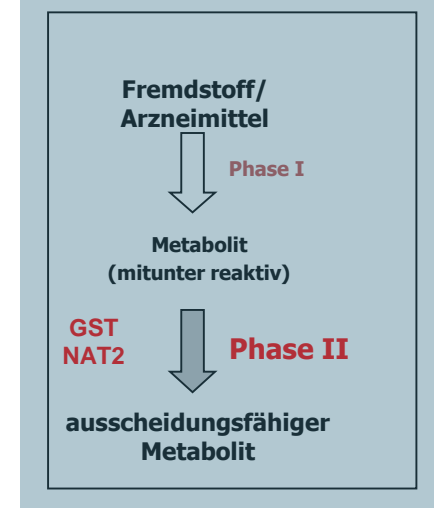 Fremdstoff/
Arzneimittel
Phase I
Metabolit
(mitunter reaktiv)
GST
NAT2
Phase II
ausscheidungsfähiger
Metabolit